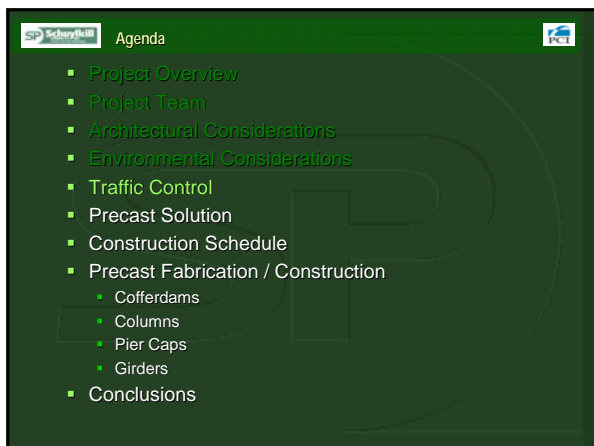 SP Schuylkill
Agenda
PCI
Project Overview
Project Team
Architectural Considerations
Environmental Considerations
Traffic Control
Precast Solution
Construction Schedule
Precast Fabrication / Construction
Cofferdams
Columns
Pier Caps
Girders
Conclusions